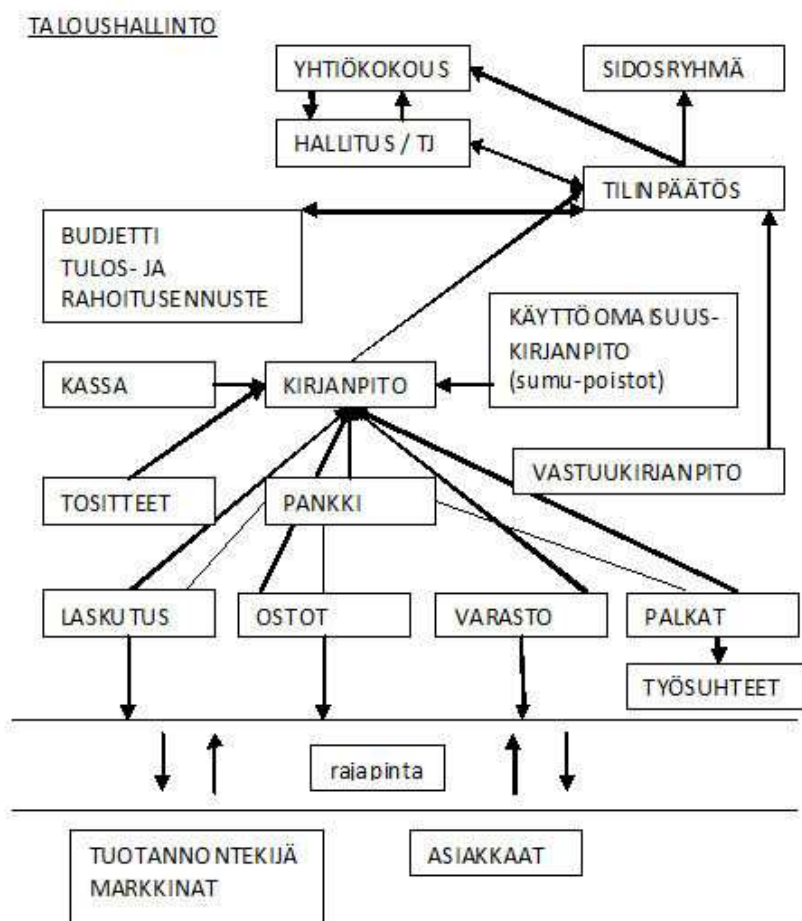 TALOUSHALLINTO
YHTIÖKOKOUS
SIDOSRYHMÄ
HALLITUS / TJ
TILINPÄÄTÖS
BUDJETTI
TULOS- JA
RAHOITUSENNUSTE
KÄYTTÖOMAISUUS-
KIRJANPITO
(sumu-poistot)
KASSA
KIRJANPITO
VASTUUKIRJANPITO
TOSITTEET
PANKKI
LASKUTUS
OSTOT
VARASTO
PALKAT
TYÖSUHTEET
rajapinta
TUOTANNONTEKIJÄ
MARKKINAT
ASIAKKAAT